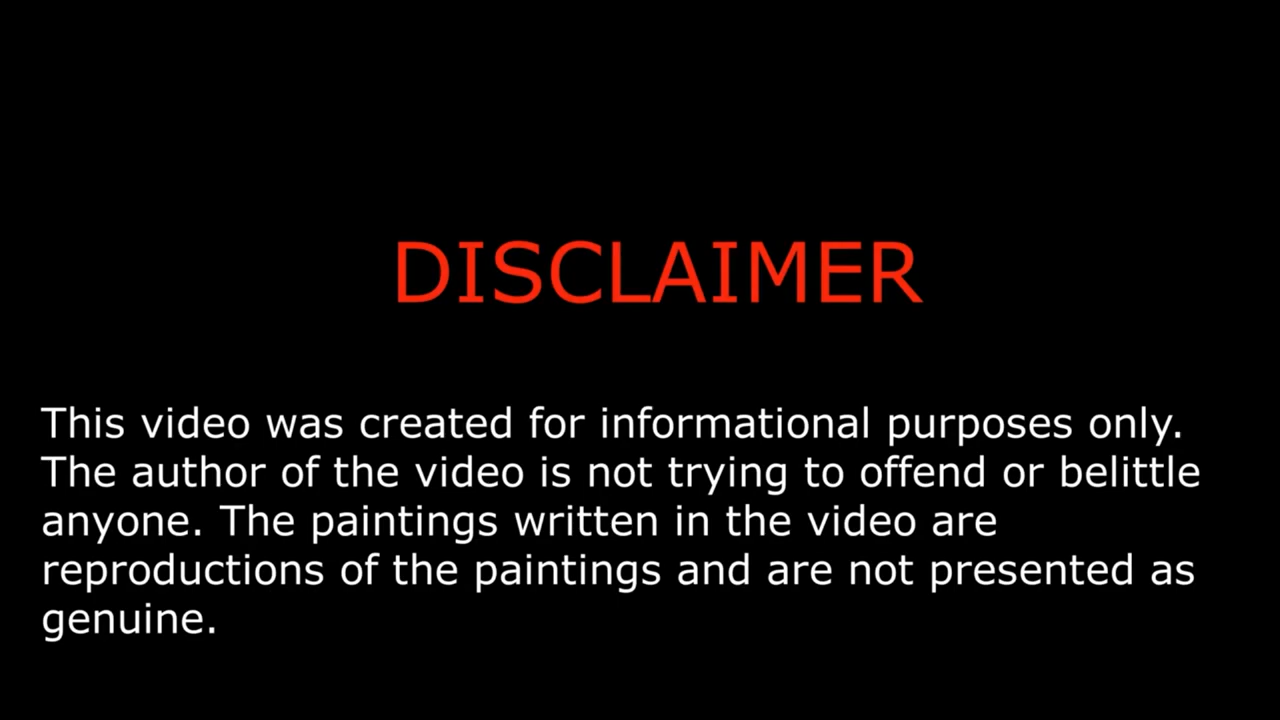 DISCLAIMER
This video was created for informational purposes only.
The author of the video is not trying to offend or belittle
anyone. The paintings written in the video are
reproductions of the paintings and are not presented as
genuine.